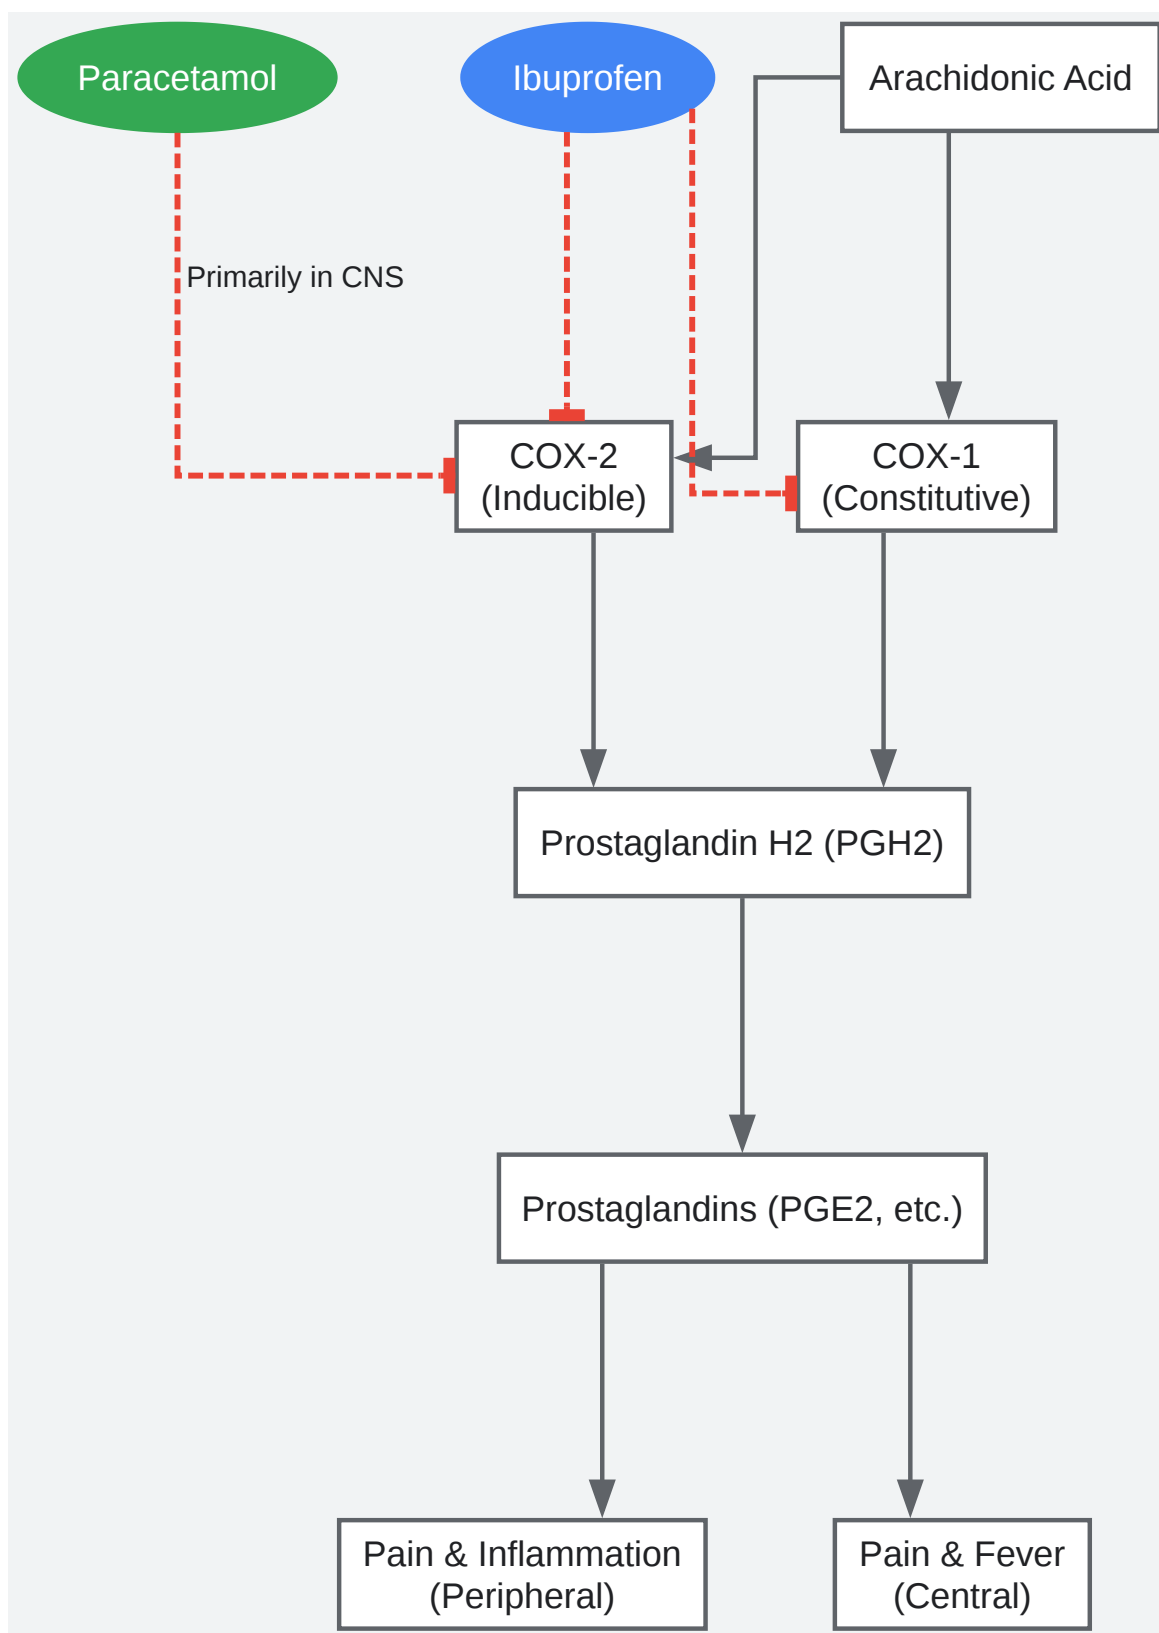 Paracetamol
Ibuprofen
Arachidonic Acid
Primarily in CNS
COX-2
(Inducible)
COX-1
(Constitutive)
Prostaglandin H2 (PGH2)
Prostaglandins (PGE2, etc.)
Pain & Inflammation
(Peripheral)
Pain & Fever
(Central)